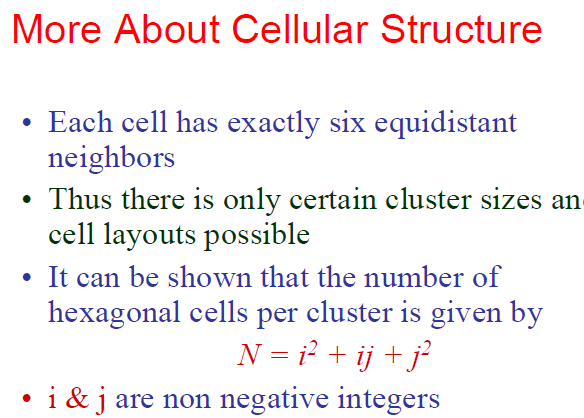 More About Cellular Structure
• Each cell has exactly six equidistant
neighbors
• Thus there is only certain cluster sizes an
cell layouts possible
• It can be shown that the number of
hexagonal cells per cluster is given by
N = i² + ij + j²
• i & j are non negative integers